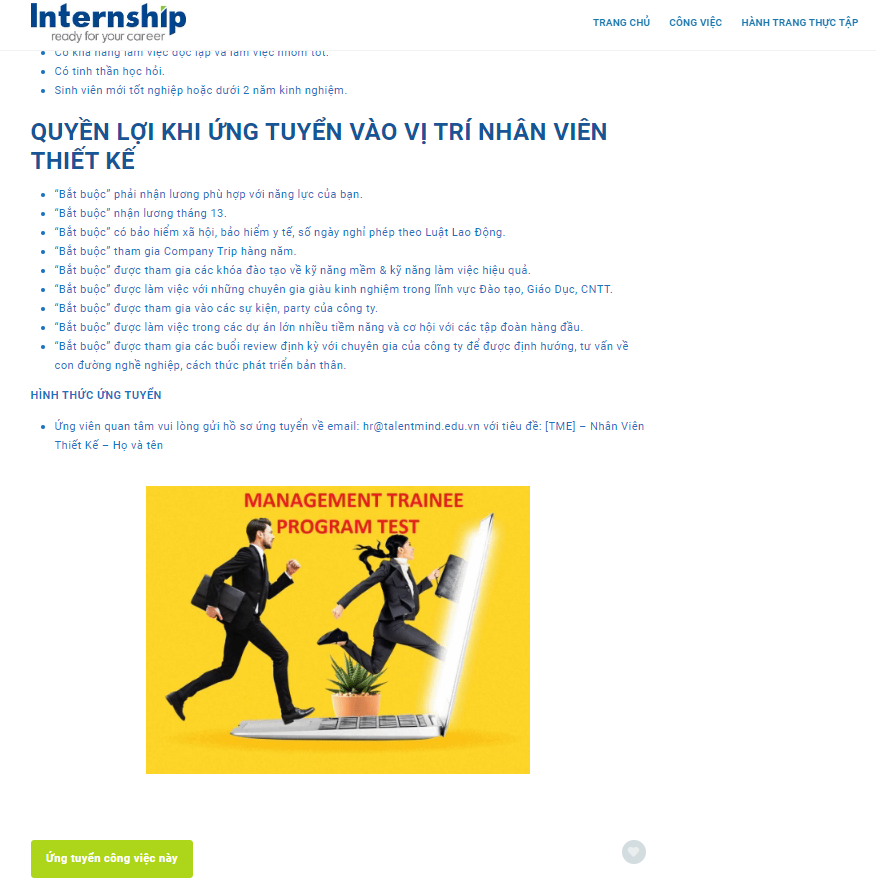 Internship
ready for your career
TRANG CHỦ CÔNG VIỆC HÀNH TRANG THỰC TẬP
Có khả năng làm việc độc lập và làm việc nhóm tốt.
Có tinh thần học hỏi.
Sinh viên mới tốt nghiệp hoặc dưới 2 năm kinh nghiệm.
QUYỀN LỢI KHI ỨNG TUYỂN VÀO VỊ TRÍ NHÂN VIÊN
THIẾT KẾ
“Bắt buộc” phải nhận lương phù hợp với năng lực của bạn.
“Bắt buộc” nhận lương tháng 13.
“Bắt buộc” có bảo hiểm xã hội, bảo hiểm y tế, số ngày nghỉ phép theo Luật Lao Động.
“Bắt buộc” tham gia Company Trip hàng năm.
“Bắt buộc” được tham gia các khóa đào tạo về kỹ năng mềm & kỹ năng làm việc hiệu quả.
“Bắt buộc” được làm việc với những chuyên gia giàu kinh nghiệm trong lĩnh vực Đào tạo, Giáo Dục, CNTT.
“Bắt buộc” được tham gia vào các sự kiện, party của công ty.
“Bắt buộc” được làm việc trong các dự án lớn nhiều tiềm năng và cơ hội với các tập đoàn hàng đầu.
“Bắt buộc” được tham gia các buổi review định kỳ với chuyên gia của công ty để được định hướng, tư vấn về
con đường nghề nghiệp, cách thức phát triển bản thân.
HÌNH THỨC ỨNG TUYỂN
Ứng viên quan tâm vui lòng gửi hồ sơ ứng tuyển về email: hr@talentmind.edu.vn với tiêu đề: [TME] – Nhân Viên
Thiết Kế – Họ và tên
MANAGEMENT TRAINEE
PROGRAM TEST
Ứng tuyển công việc này